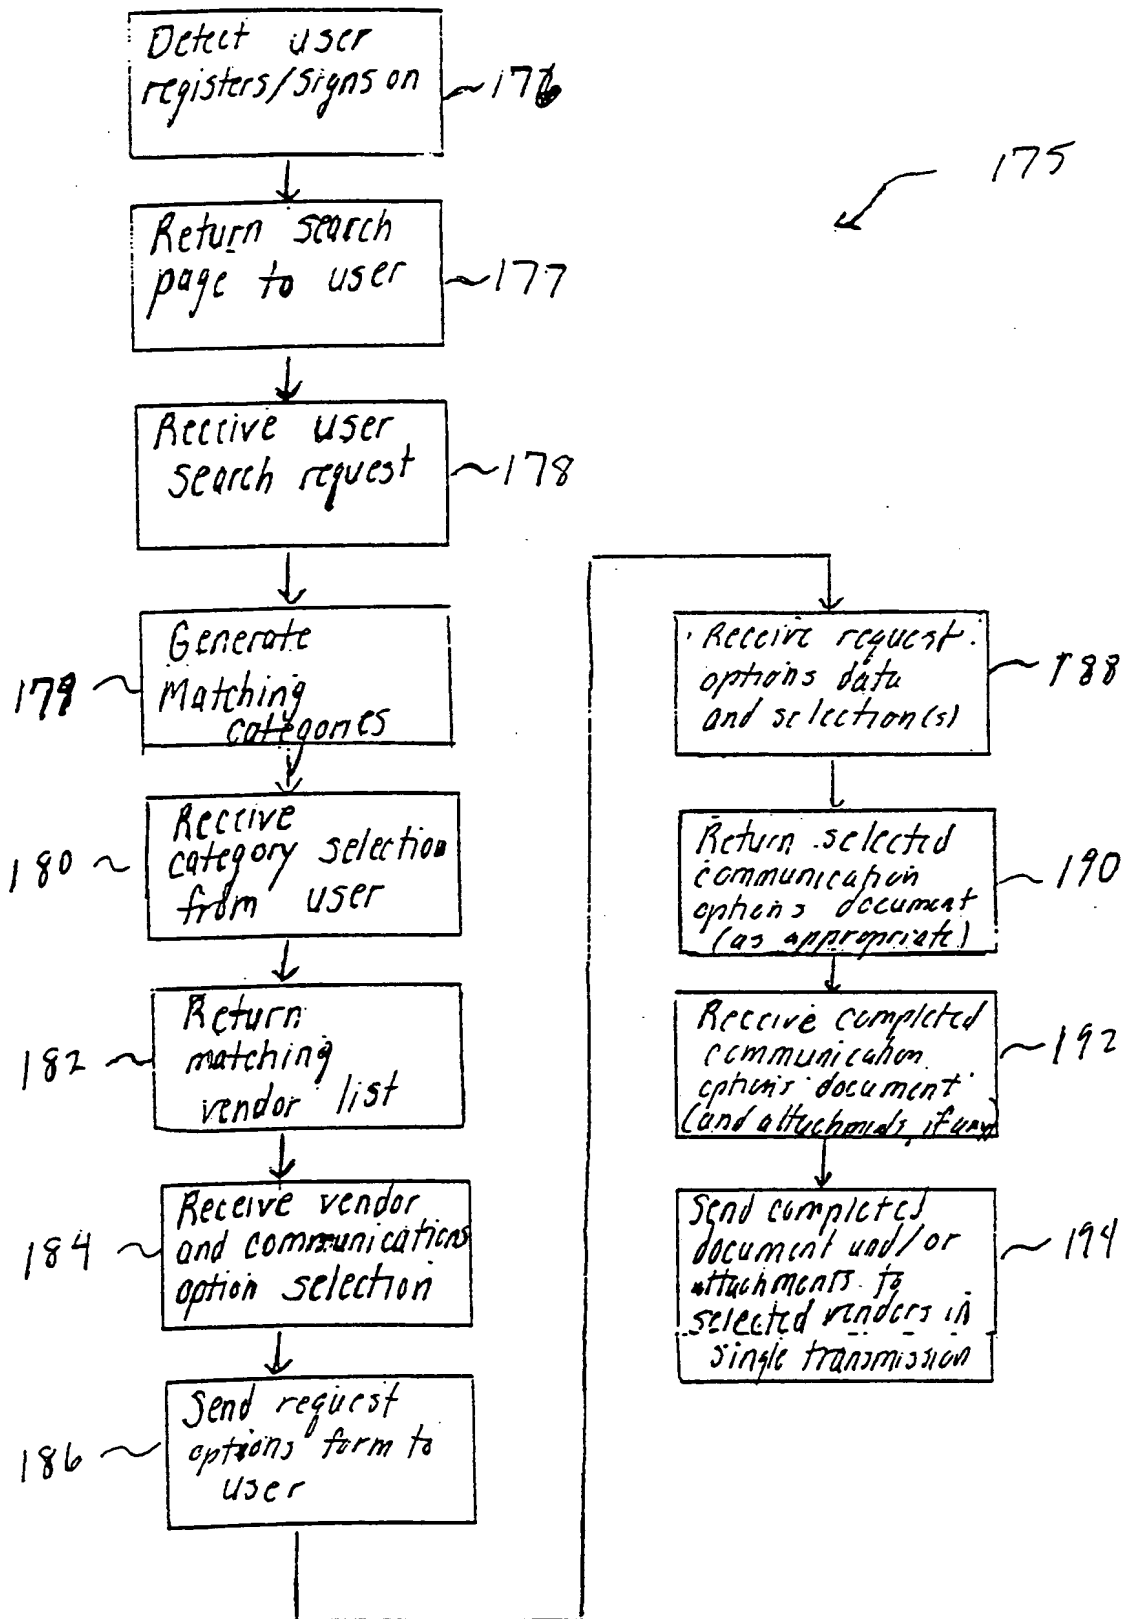 Detect user
registers/signs on
176
175
Return search
page to user
177
Receive user
search request
178
Generate
Matching
categories
179
Receive
category selection
from user
180
Return
matching
vendor list
182
Receive vendor
and communications
option selection
184
Send request
options form to
user
186
Receive request
options data
and selection(s)
188
Return selected
communication
options document
(as appropriate)
190
Receive completed
communication
options document
(and attachments, if any)
192
Send completed
document and/or
attachments to
selected venders in
single transmission
194